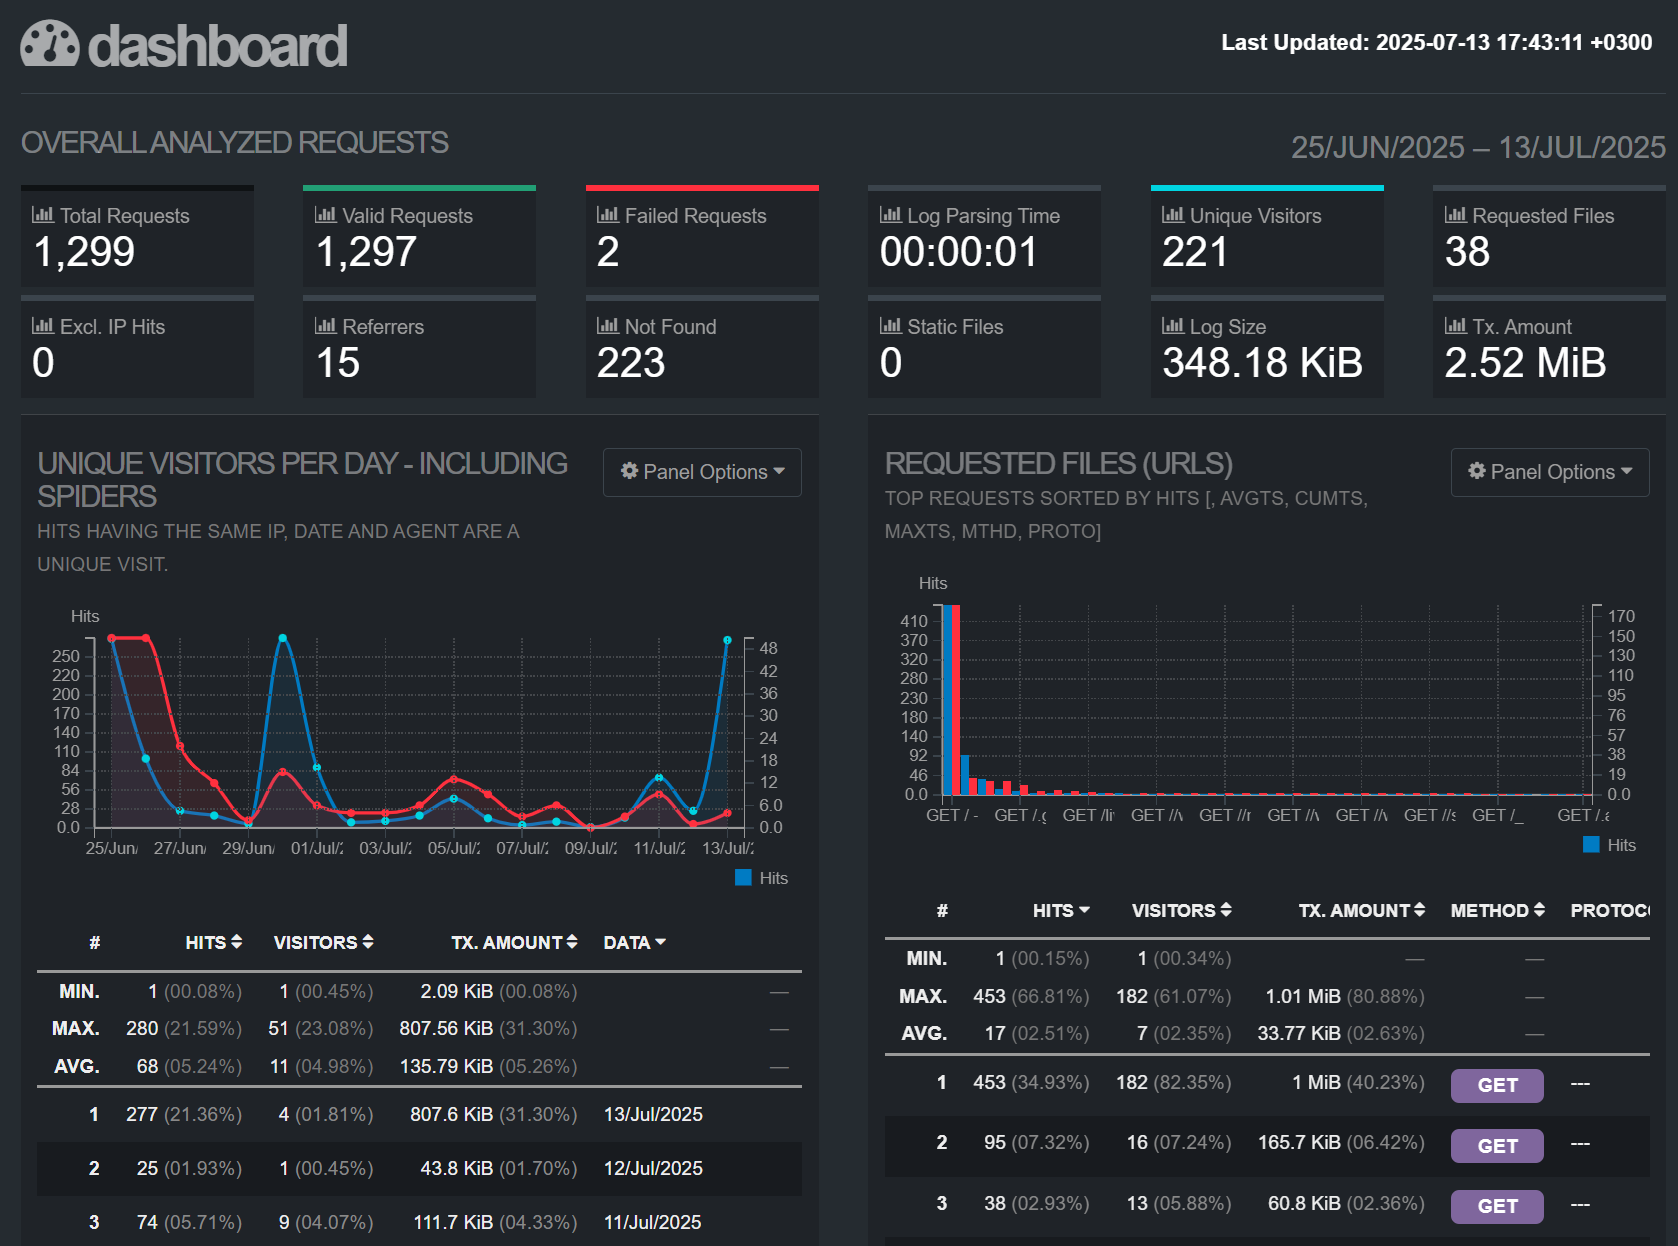 dashboard
Last Updated: 2025-07-13 17:43:11 +0300
OVERALL ANALYZED REQUESTS
25/JUN/2025 – 13/JUL/2025
Total Requests
1,299
Valid Requests
1,297
Failed Requests
2
Log Parsing Time
00:00:01
Unique Visitors
221
Requested Files
38
Excl. IP Hits
0
Referrers
15
Not Found
223
Static Files
0
Log Size
348.18 KiB
Tx. Amount
2.52 MiB
UNIQUE VISITORS PER DAY - INCLUDING
SPIDERS
Panel Options
HITS HAVING THE SAME IP, DATE AND AGENT ARE A
UNIQUE VISIT.
Hits
250
220
200
170
140
110
84
56
28
0.0
48
42
36
30
24
18
12
6.0
0.0
25/Jun/ 27/Jun/ 29/Jun/ 01/Jul/2 03/Jul/2 05/Jul/2 07/Jul/2 09/Jul/2 11/Jul/2 13/Jul/2
Hits
# HITS VISITORS TX. AMOUNT DATA
MIN. 1 (00.08%) 1 (00.45%) 2.09 KiB (00.08%) —
MAX. 280 (21.59%) 51 (23.08%) 807.56 KiB (31.30%) —
AVG. 68 (05.24%) 11 (04.98%) 135.79 KiB (05.26%) —
1 277 (21.36%) 4 (01.81%) 807.6 KiB (31.30%) 13/Jul/2025
2 25 (01.93%) 1 (00.45%) 43.8 KiB (01.70%) 12/Jul/2025
3 74 (05.71%) 9 (04.07%) 111.7 KiB (04.33%) 11/Jul/2025
REQUESTED FILES (URLS)
Panel Options
TOP REQUESTS SORTED BY HITS [, AVGTS, CUMTS,
MAXTS, MTHD, PROTO]
Hits
410
370
320
280
230
180
140
92
46
0.0
170
150
130
110
95
76
57
38
19
0.0
GET / - GET /.g GET /li GET // GET // GET // GET // GET //s GET /_ GET /.a
Hits
# HITS VISITORS TX. AMOUNT METHOD PROTOC
MIN. 1 (00.15%) 1 (00.34%) — —
MAX. 453 (66.81%) 182 (61.07%) 1.01 MiB (80.88%) —
AVG. 17 (02.51%) 7 (02.35%) 33.77 KiB (02.63%) —
1 453 (34.93%) 182 (82.35%) 1 MiB (40.23%) GET ---
2 95 (07.32%) 16 (07.24%) 165.7 KiB (06.42%) GET ---
3 38 (02.93%) 13 (05.88%) 60.8 KiB (02.36%) GET ---